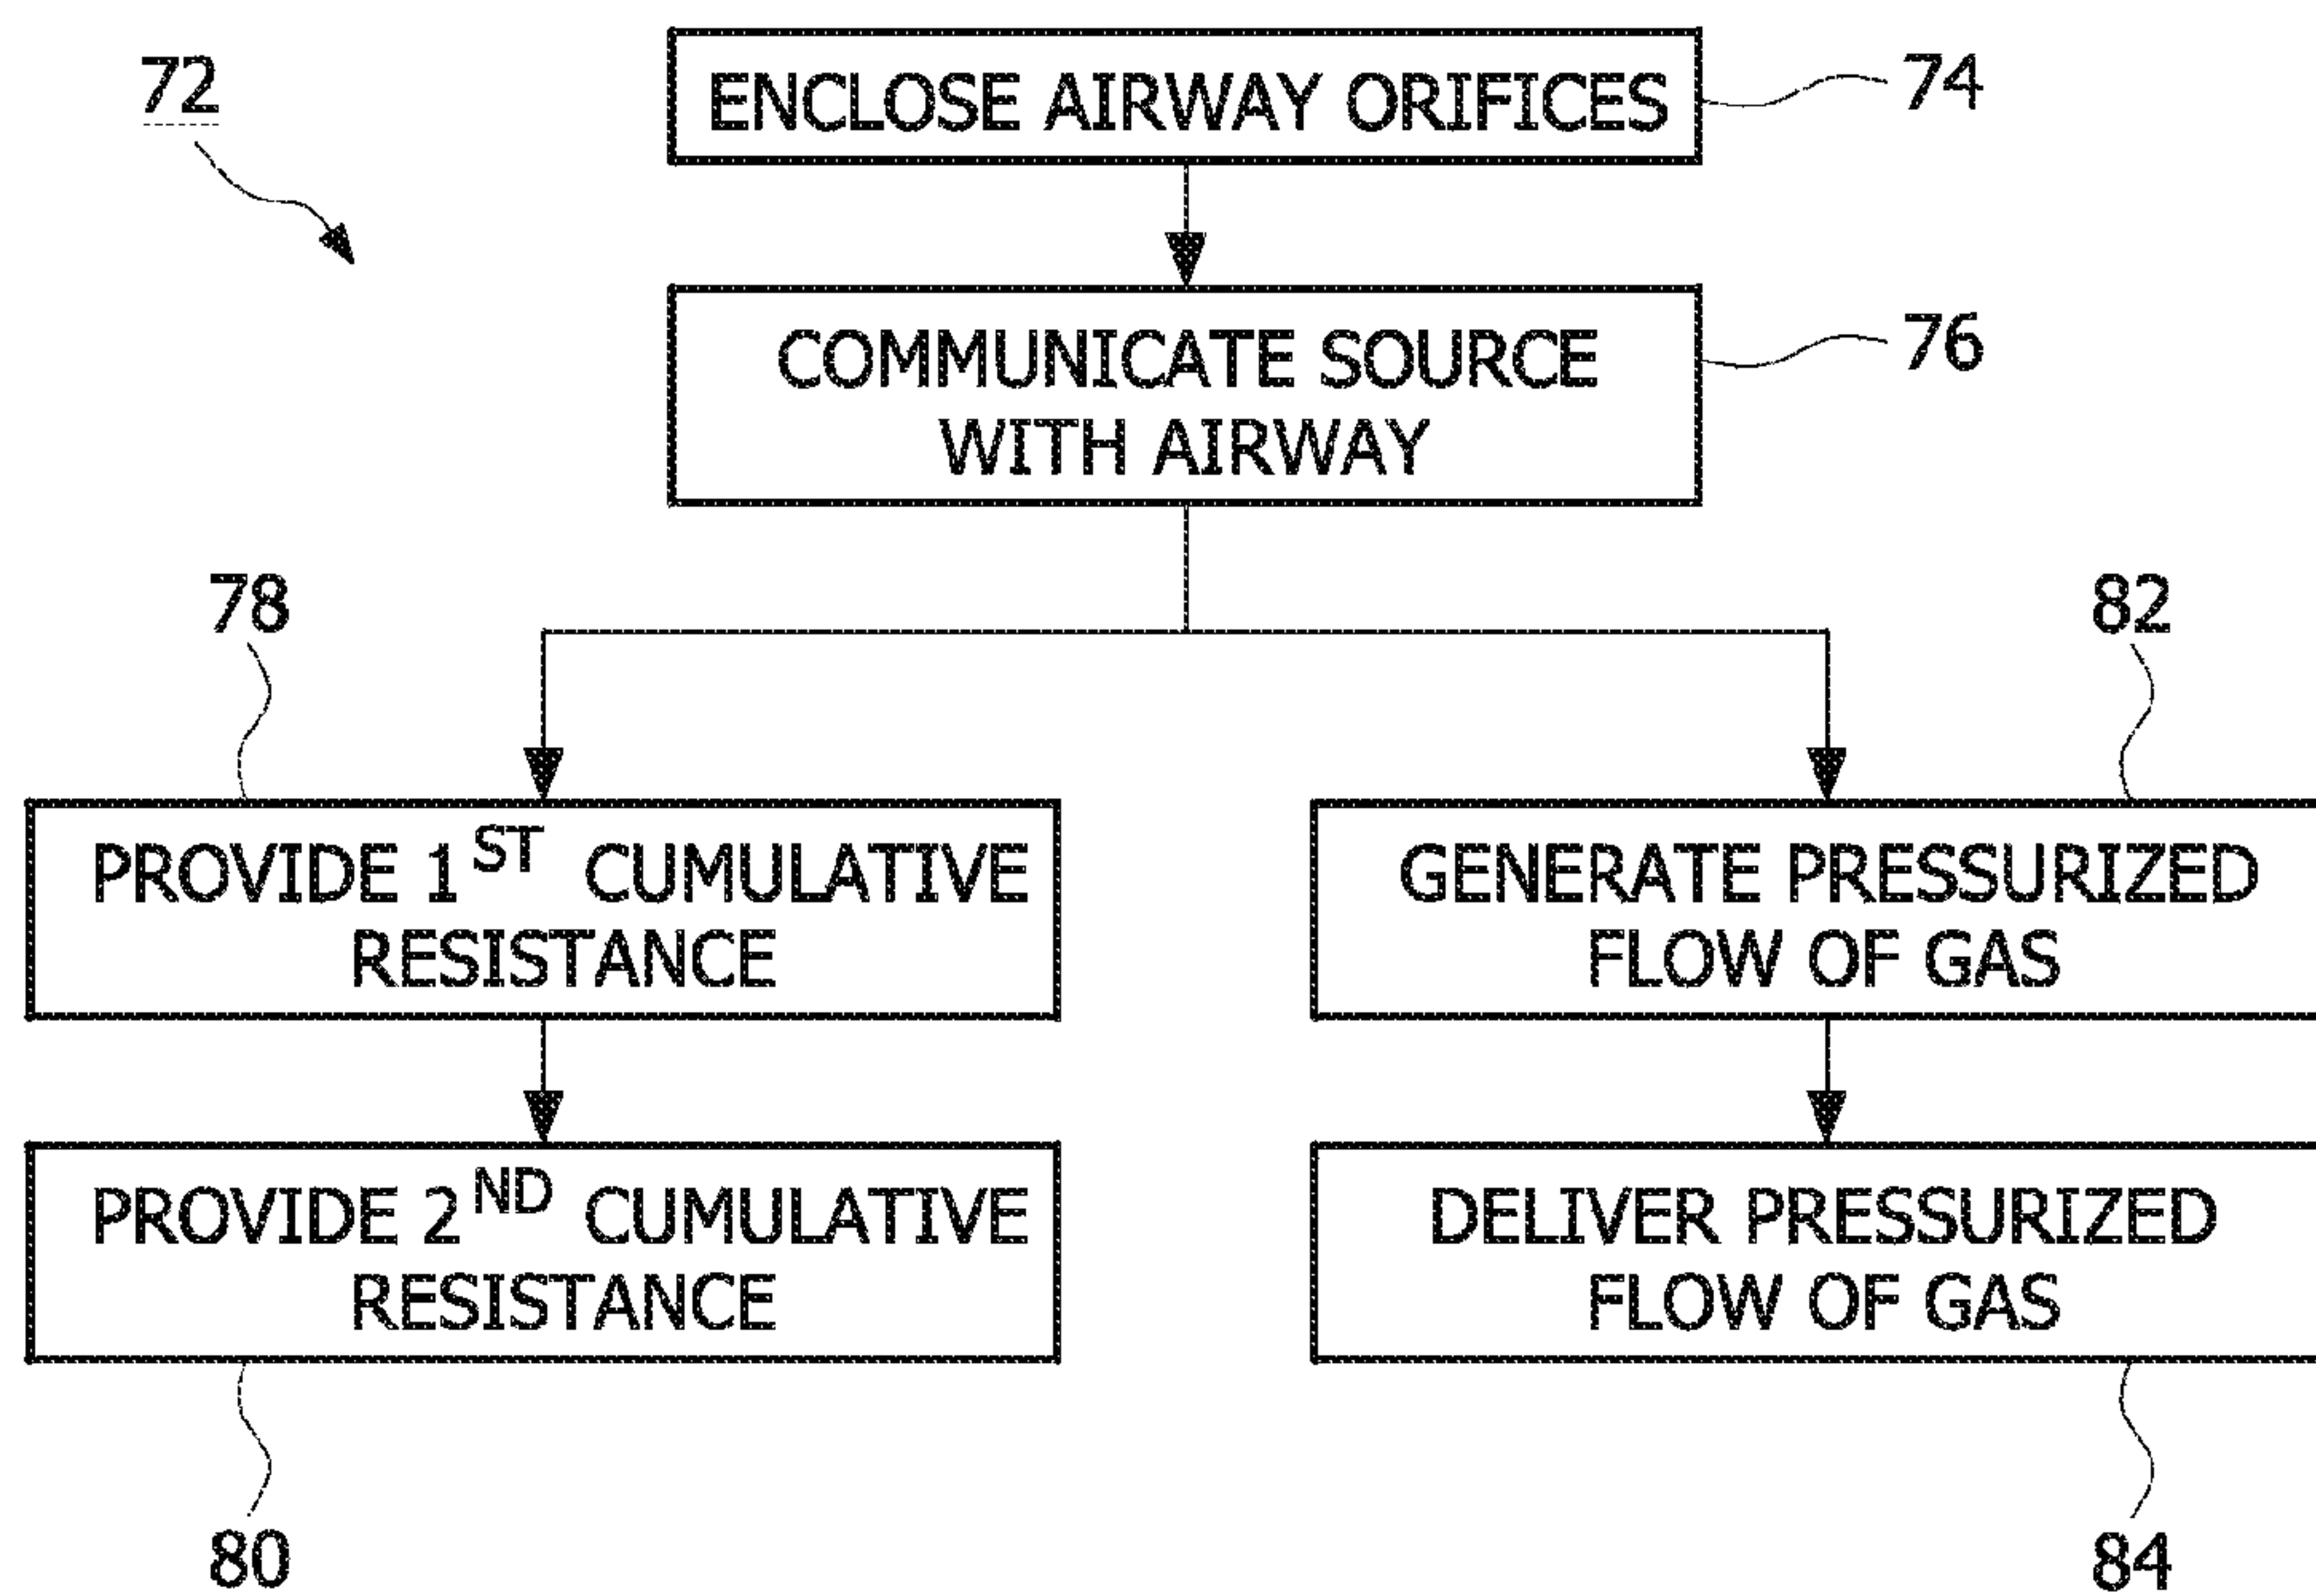 72
ENCLOSE AIRWAY ORIFICES
74
COMMUNICATE SOURCE
WITH AIRWAY
76
78
82
PROVIDE 1ST CUMULATIVE
RESISTANCE
GENERATE PRESSURIZED
FLOW OF GAS
PROVIDE 2ND CUMULATIVE
RESISTANCE
DELIVER PRESSURIZED
FLOW OF GAS
80
84